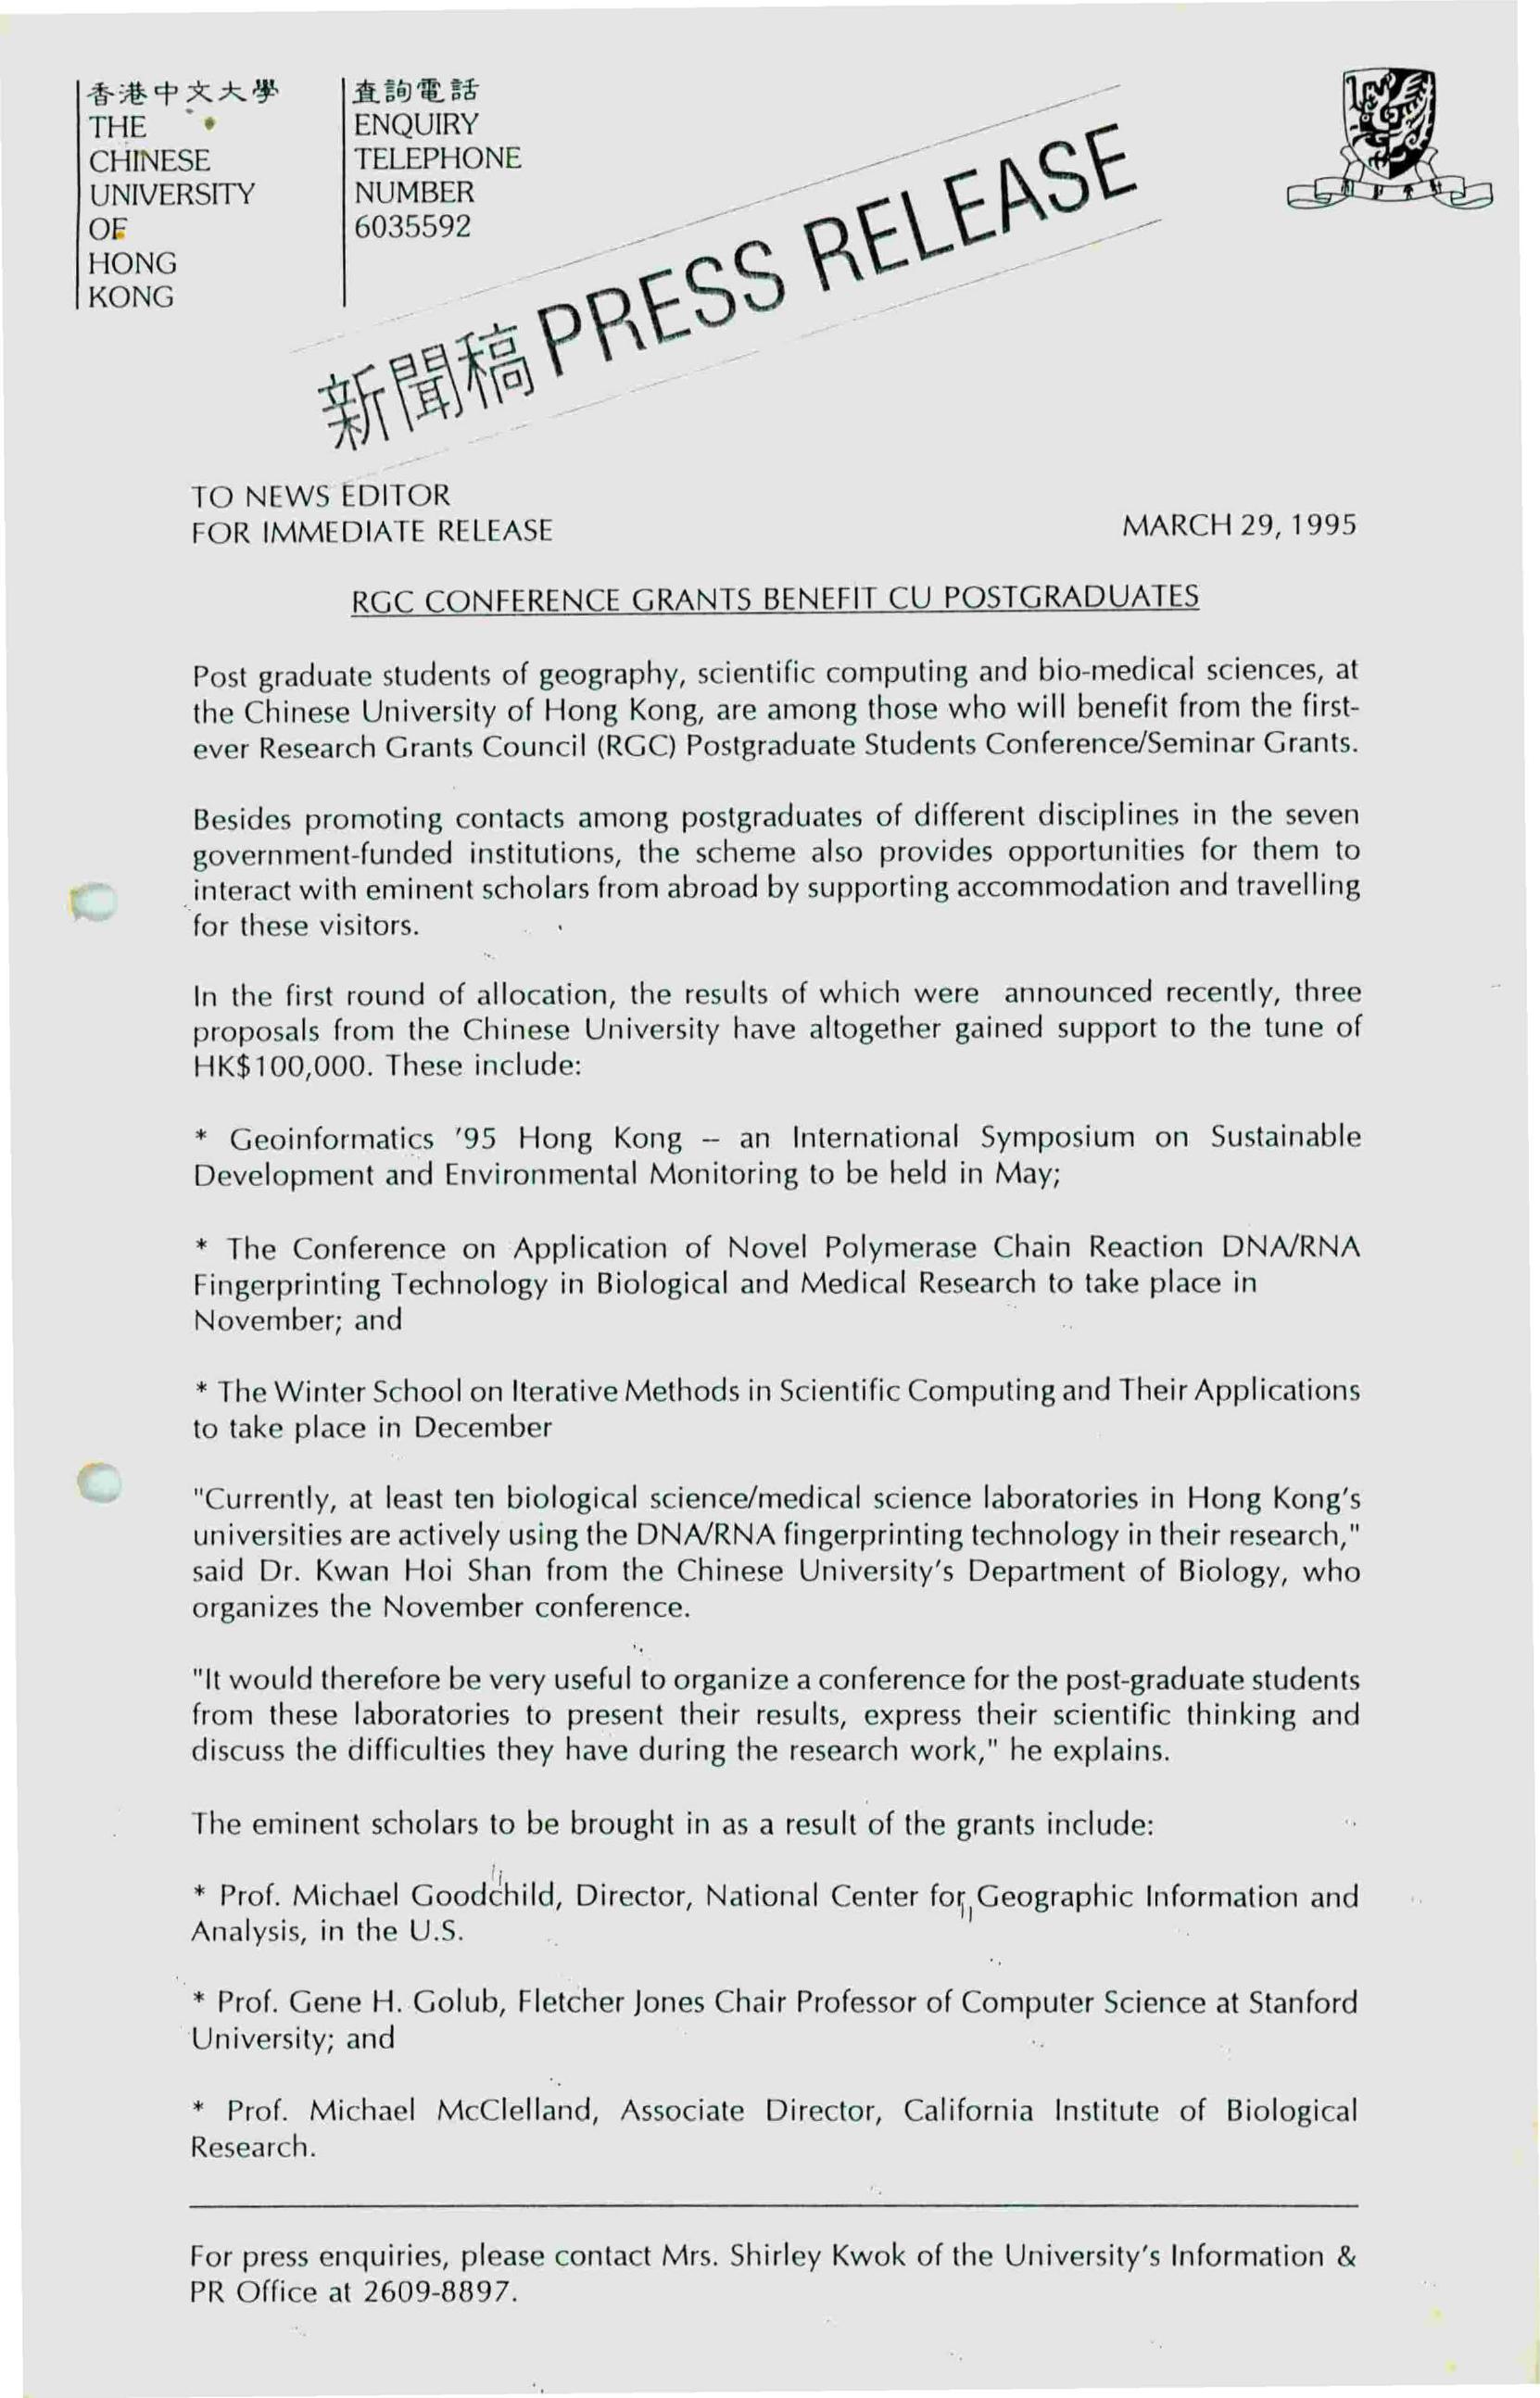 香港中文大學
THE
CHINESE
UNIVERSITY
OF
HONG
KONG
查詢電話
ENQUIRY
TELEPHONE
NUMBER
6035592
新聞稿 PRESS RELEASE
TO NEWS EDITOR
FOR IMMEDIATE RELEASE
MARCH 29, 1995
RGC CONFERENCE GRANTS BENEFIT CU POSTGRADUATES
Post graduate students of geography, scientific computing and bio-medical sciences, at
the Chinese University of Hong Kong, are among those who will benefit from the first-
ever Research Grants Council (RGC) Postgraduate Students Conference/Seminar Grants.
Besides promoting contacts among postgraduates of different disciplines in the seven
government-funded institutions, the scheme also provides opportunities for them to
interact with eminent scholars from abroad by supporting accommodation and travelling
for these visitors.
In the first round of allocation, the results of which were announced recently, three
proposals from the Chinese University have altogether gained support to the tune of
HK$100,000. These include:
* Geoinformatics '95 Hong Kong – an International Symposium on Sustainable
Development and Environmental Monitoring to be held in May;
* The Conference on Application of Novel Polymerase Chain Reaction DNA/RNA
Fingerprinting Technology in Biological and Medical Research to take place in
November; and
* The Winter School on Iterative Methods in Scientific Computing and Their Applications
to take place in December
"Currently, at least ten biological science/medical science laboratories in Hong Kong's
universities are actively using the DNA/RNA fingerprinting technology in their research,"
said Dr. Kwan Hoi Shan from the Chinese University's Department of Biology, who
organizes the November conference.
"It would therefore be very useful to organize a conference for the post-graduate students
from these laboratories to present their results, express their scientific thinking and
discuss the difficulties they have during the research work," he explains.
The eminent scholars to be brought in as a result of the grants include:
* Prof. Michael Goodchild, Director, National Center for Geographic Information and
Analysis, in the U.S.
* Prof. Gene H. Golub, Fletcher Jones Chair Professor of Computer Science at Stanford
University; and
* Prof. Michael McClelland, Associate Director, California Institute of Biological
Research.
For press enquiries, please contact Mrs. Shirley Kwok of the University's Information &
PR Office at 2609-8897.